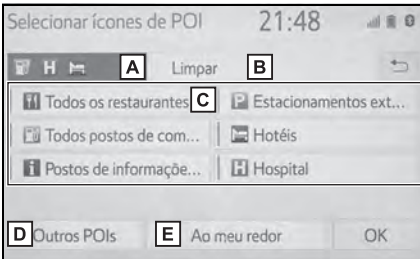 Selecionar ícones de POI 21:48
H A Limpar B
Todos os restaurantes C Estacionamentos ext...
Todos postos de com... Hotéis
Postos de informaçõe... H Hospital
D Outros POIs E Ao meu redor OK